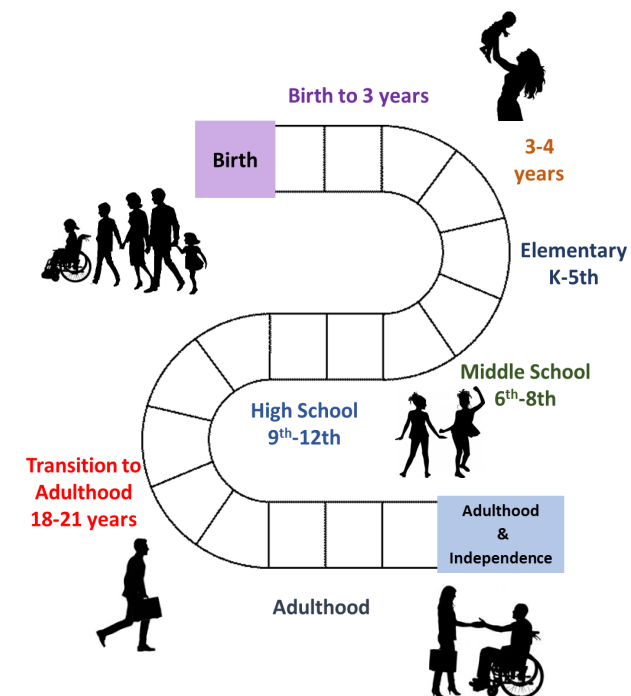 Birth to 3 years
Birth
3-4
years
Elementary
K-5th
Middle School
6th-8th
High School
9th-12th
Transition to
Adulthood
18-21 years
Adulthood
&
Independence
Adulthood